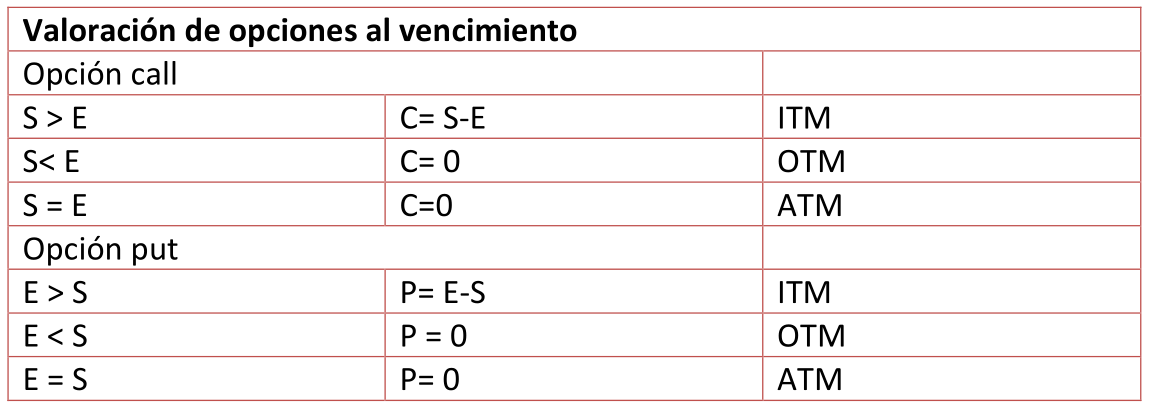 Valoración de opciones al vencimiento
Opción call
S > E C= S-E ITM
S< E C= 0 OTM
S = E C=0 ATM
Opción put
E > S P= E-S ITM
E < S P = 0 OTM
E = S P= 0 ATM